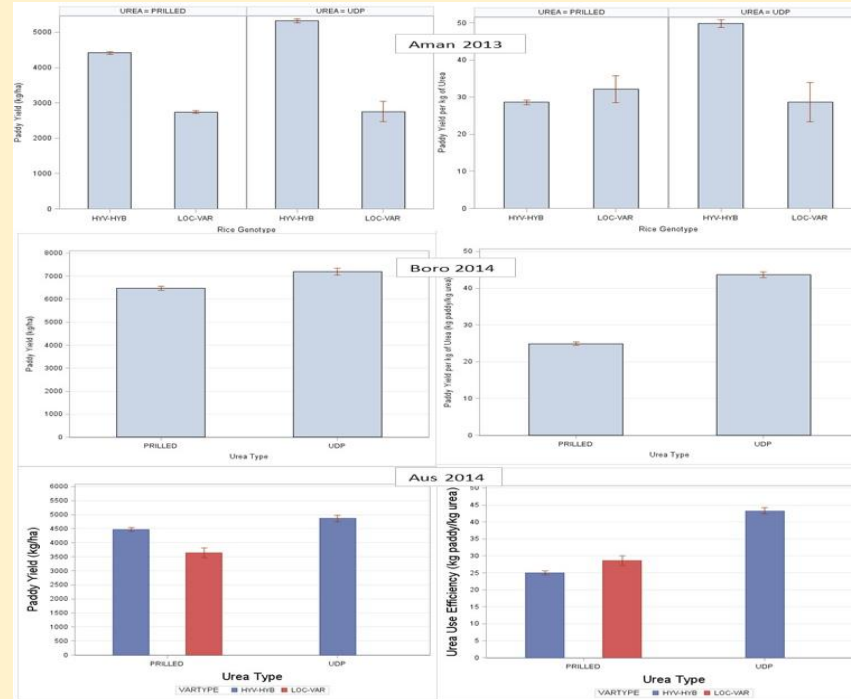 UREA = PRILLED
UREA = UDP
Paddy Yield (kg/ha)
5000
4000
3000
2000
1000
0
HYV-HYB
LOC-VAR
HYV-HYB
LOC-VAR
Rice Genotype
Aman 2013
UREA = PRILLED
UREA = UDP
Paddy Yield per kg of Urea
50
40
30
20
10
0
HYV-HYB
LOC-VAR
HYV-HYB
LOC-VAR
Rice Genotype
Paddy Yield (kg/ha)
8000
7000
6000
5000
4000
3000
2000
1000
0
PRILLED
UDP
Urea Type
Boro 2014
Paddy Yield per kg of Urea (kg paddy/kg urea)
50
40
30
20
10
0
PRILLED
UDP
Urea Type
Paddy Yield (kg/ha)
6000
5500
5000
4500
4000
3500
3000
2500
2000
1500
1000
500
0
PRILLED
UDP
Urea Type
VARTYPE HYV-HYB LOC-VAR
Aus 2014
Urea Use Efficiency (kg paddy/kg urea)
50
45
40
35
30
25
20
15
10
5
0
PRILLED
UDP
Urea Type
VARTYPE HYV-HYB LOC-VAR